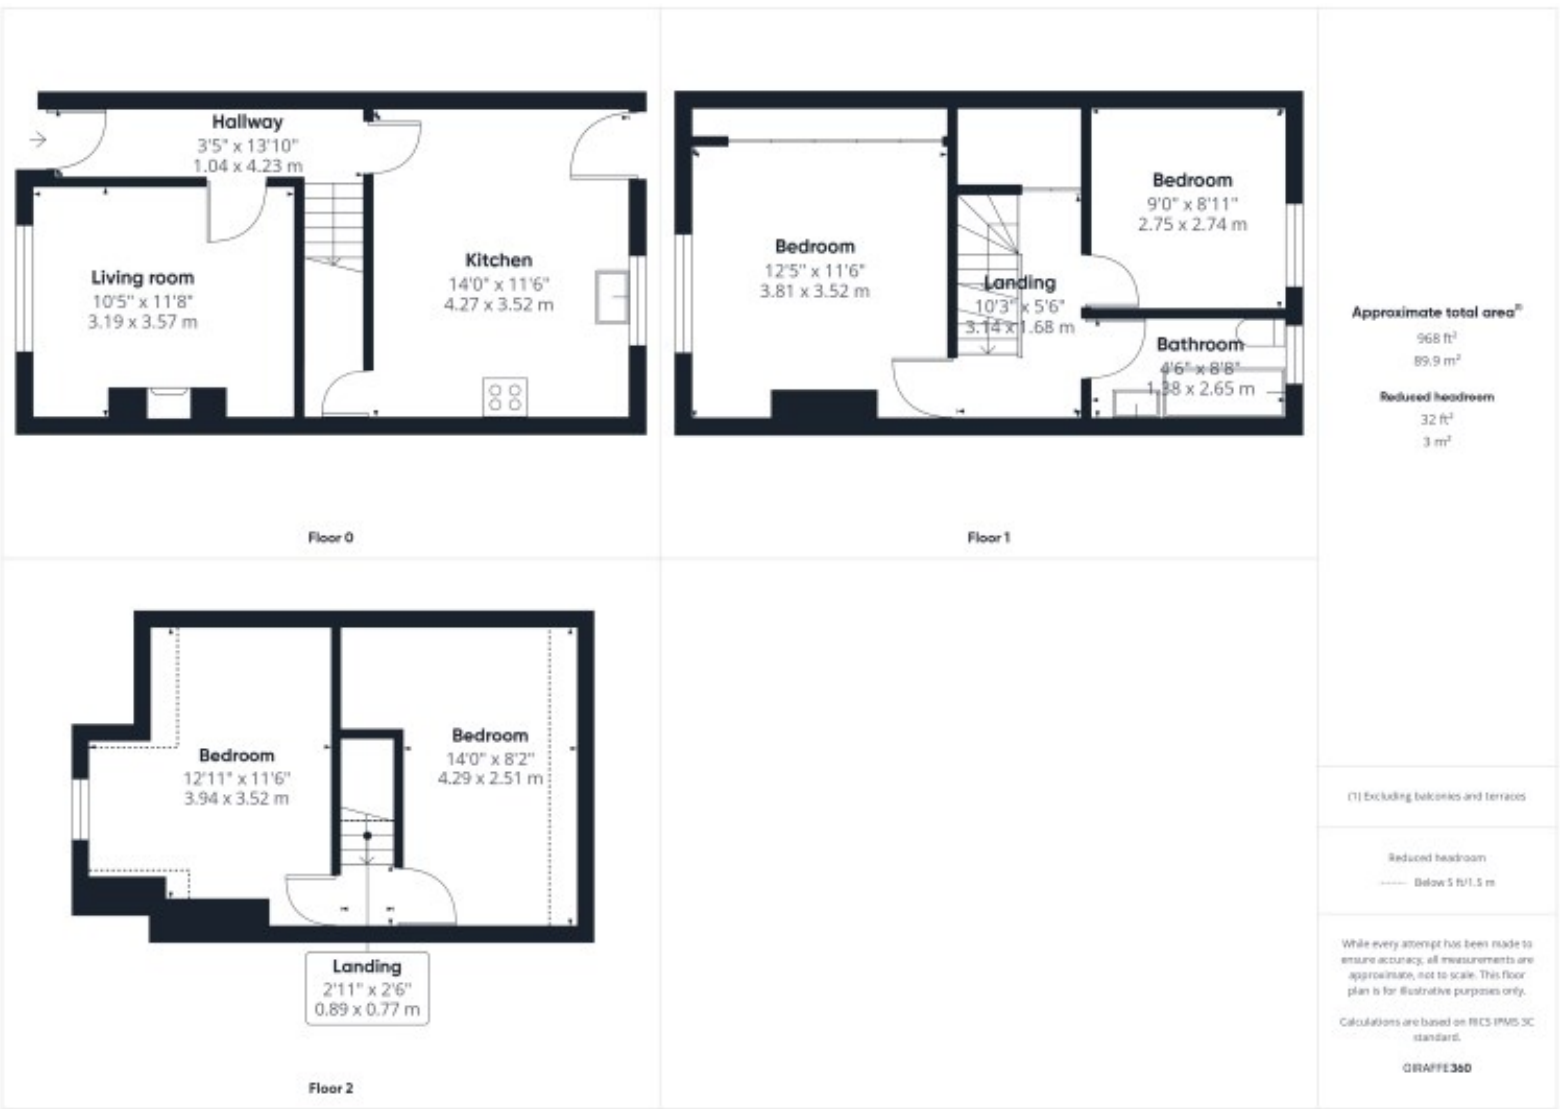 Hallway
3'5" x 13'10"
1.04 x 4.23 m
Living room
10'5" x 11'8"
3.19 x 3.57 m
Kitchen
14'0" x 11'6"
4.27 x 3.52 m
Floor 0
Bedroom
12'5" x 11'6"
3.81 x 3.52 m
Landing
10'3" x 5'6"
3.14 x 1.68 m
Bedroom
9'0" x 8'11"
2.75 x 2.74 m
Bathroom
4'6" x 8'8"
1.38 x 2.65 m
Floor 1
Bedroom
12'11" x 11'6"
3.94 x 3.52 m
Bedroom
14'0" x 8'2"
4.29 x 2.51 m
Landing
2'11" x 2'6"
0.89 x 0.77 m
Floor 2
Approximate total area⁽¹⁾
968 ft²
89.9 m²
Reduced headroom
32 ft²
3 m²
(1) Excluding balconies and terraces
Reduced headroom
Below 5 ft/1.5 m
While every attempt has been made to
ensure accuracy, all measurements are
approximate, not to scale. This floor
plan is for illustrative purposes only.
Calculations are based on RICS IPMS 3C
standard.
GIRAFFE360